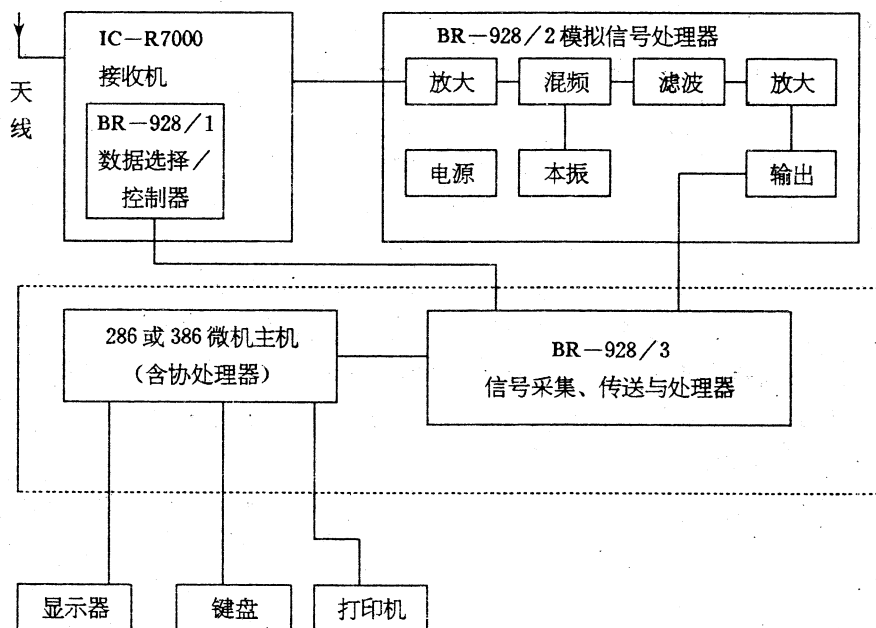 天
线
IC－R7000
接收机
BR－928／1
数据选择／
控制器
BR－928／2模拟信号处理器
放大
混频
滤波
放大
电源
本振
输出
286或386微机主机
（含协处理器）
BR－928／3
信号采集、传送与处理器
显示器
键盘
打印机